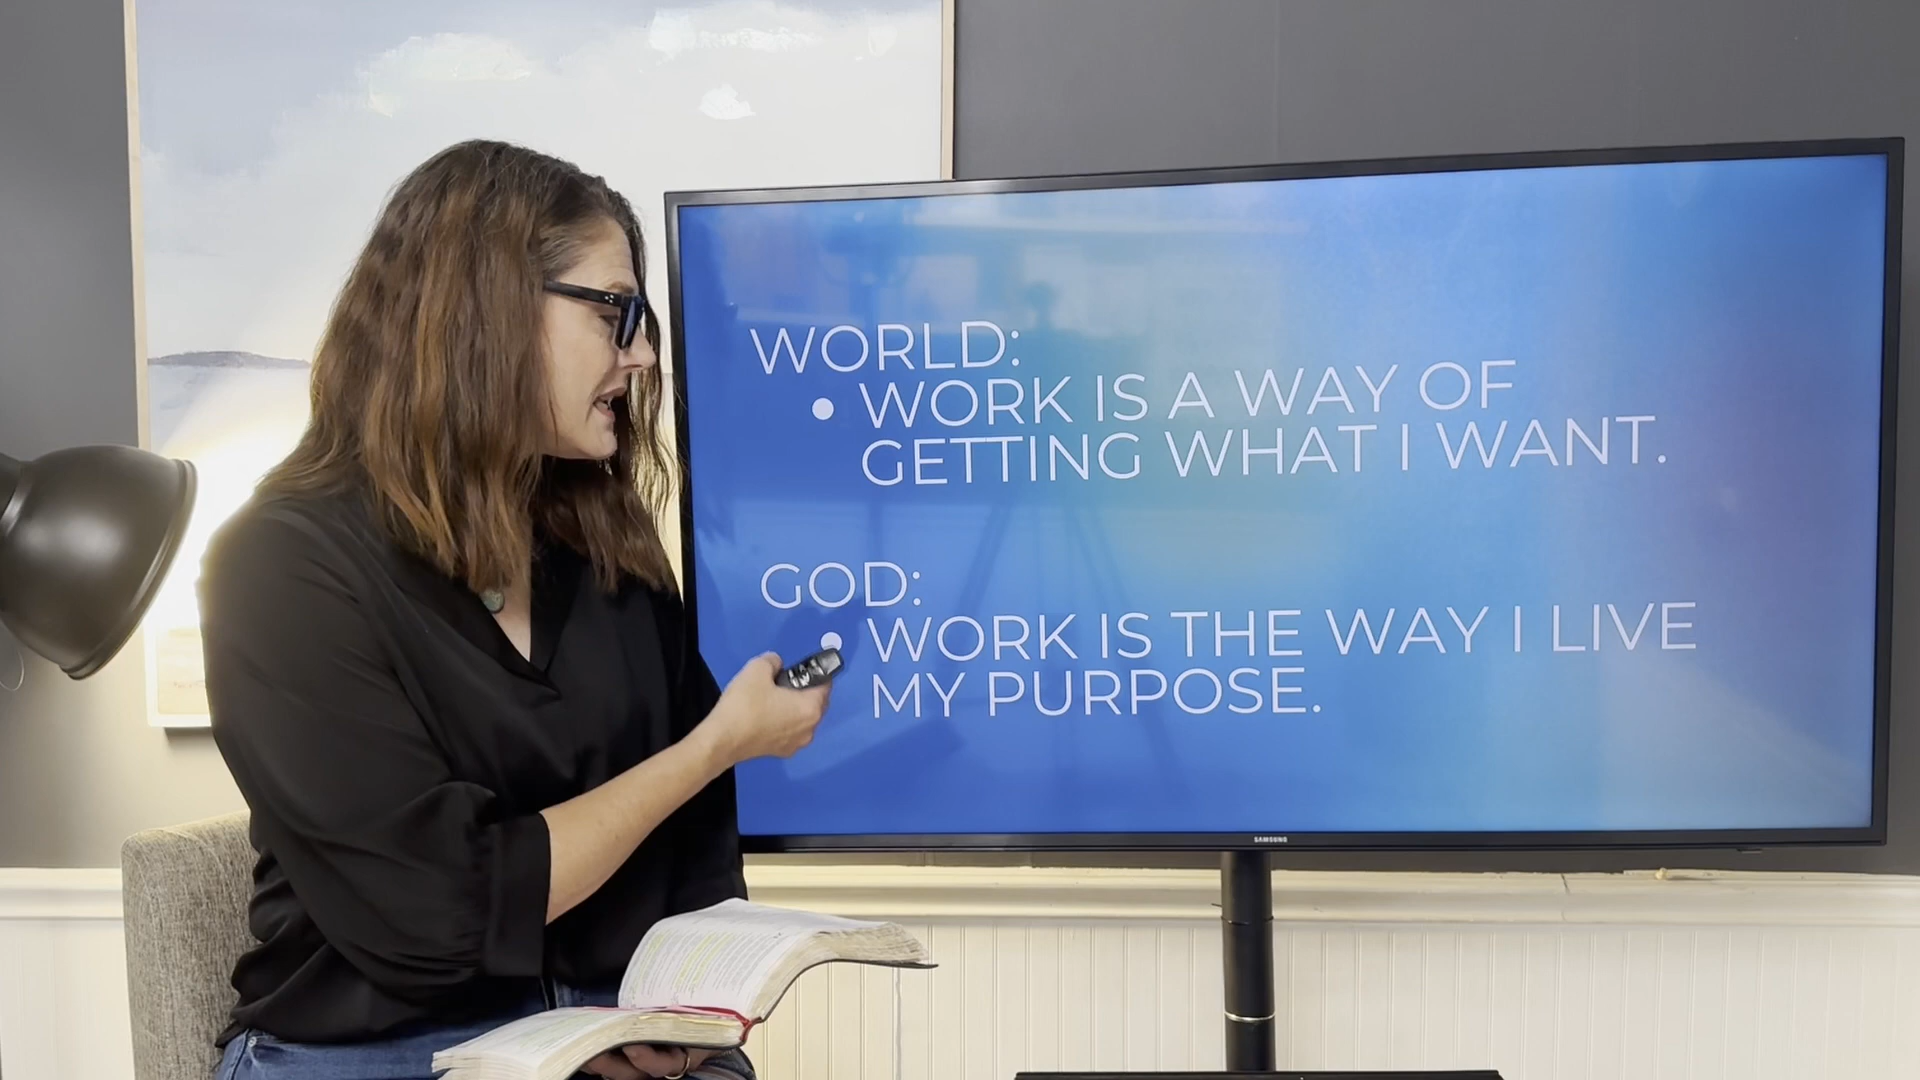 WORLD:
• WORK IS A WAY OF
GETTING WHAT I WANT.
GOD:
• WORK IS THE WAY I LIVE
MY PURPOSE.
SAMSUNG